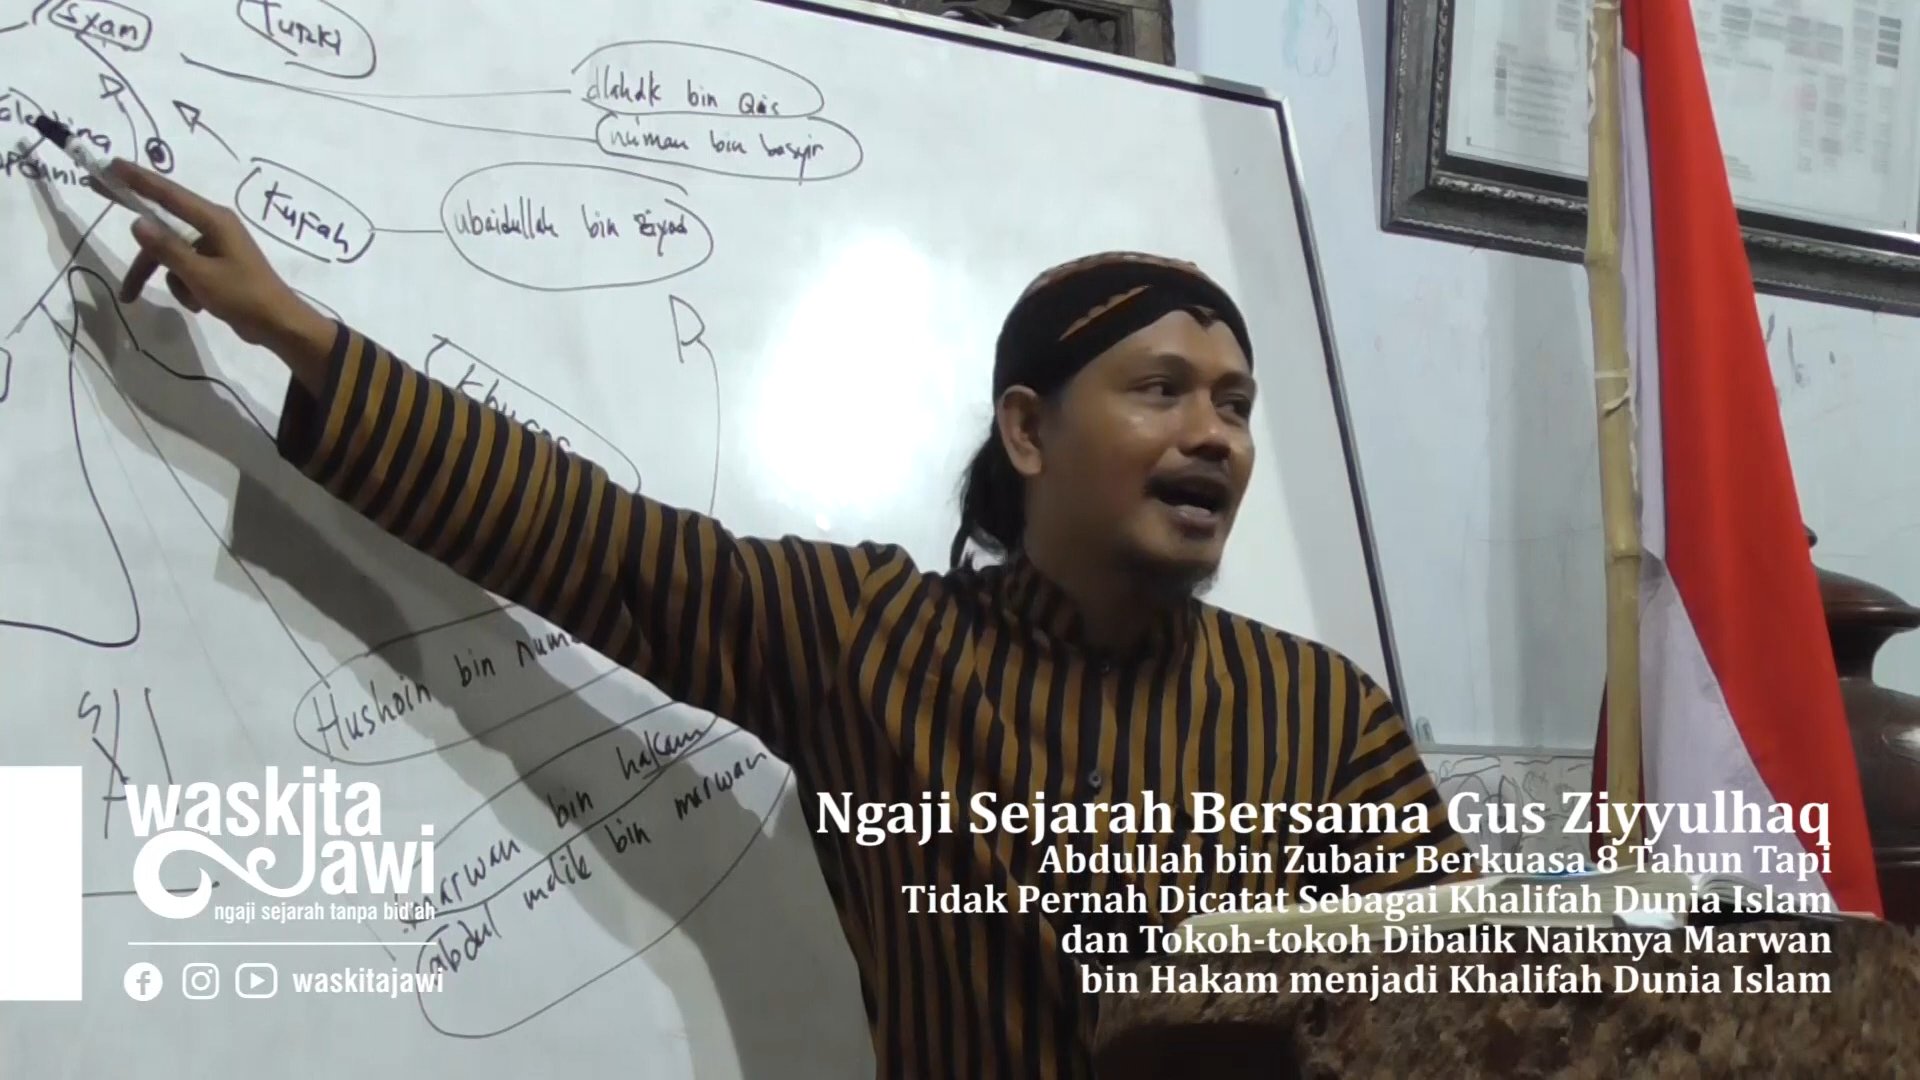 Syam
Turki
dlahak bin Qais
nu'man bin basyir
Kufah
ubaidullah bin Ziyad
Hushoin bin
marwan bin hakam
abdul malik bin marwan
waskita
Jawi
ngaji sejarah tanpa bid'ah
waskitajawi
Ngaji Sejarah Bersama Gus Ziyyulhaq
Abdullah bin Zubair Berkuasa 8 Tahun Tapi
Tidak Pernah Dicatat Sebagai Khalifah Dunia Islam
dan Tokoh-tokoh Dibalik Naiknya Marwan
bin Hakam menjadi Khalifah Dunia Islam